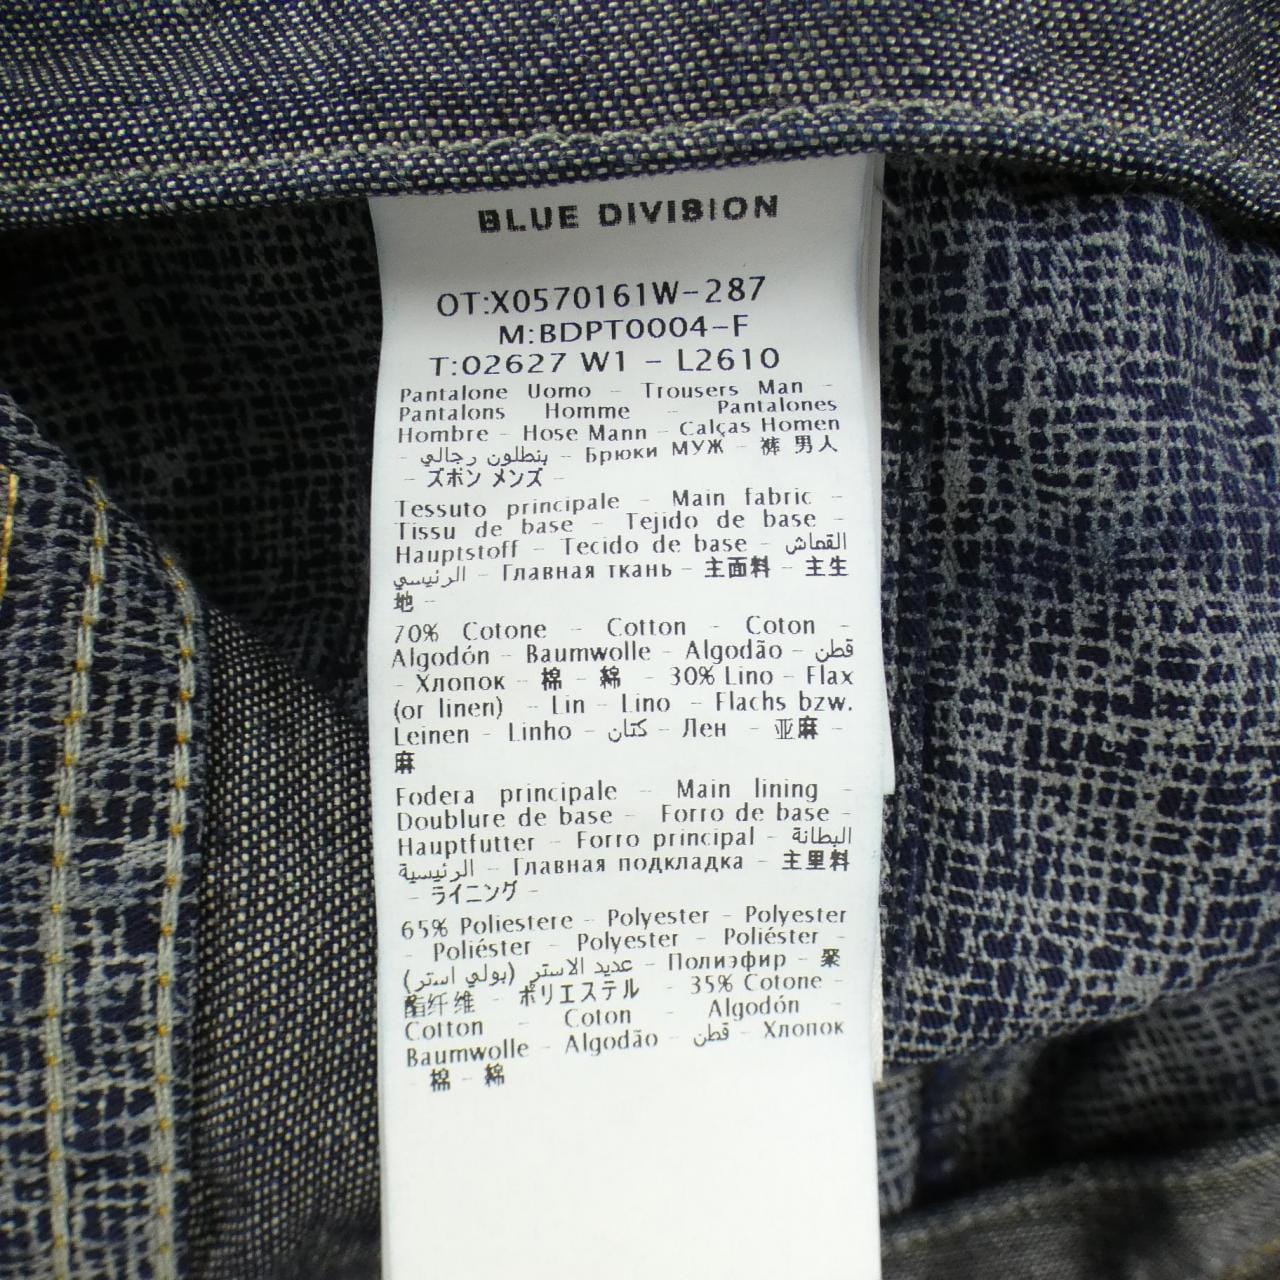 BLUE DIVISION
OT:X0570161W-287
M:BDPT0004-F
T:02627 W1 - L2610
Pantalone Uomo - Trousers Man -
Pantalons Homme - Pantalones
Hombre - Hose Mann - Calças Homen
- بنطلون رجالي - Брюки МУЖ - 裤 男人
- ズボン メンズ -
Tessuto principale - Main fabric -
Tissu de base - Tejido de base -
Hauptstoff - Tecido de base - القماش
الرئيسي - Главная ткань - 主面料 - 主生
地 -
70% Cotone - Cotton - Coton -
Algodón - Baumwolle - Algodão - قطن
- Хлопок - 棉 - 綿 - 30% Lino - Flax
(or linen) - Lin - Lino - Flachs bzw.
Leinen - Linho - كتان - Лен - 亚麻 -
麻
Fodera principale - Main lining -
Doublure de base - Forro de base -
Hauptfutter - Forro principal - البطانة
الرئيسية - Главная подкладка - 主里料
- ライニング -
65% Poliestere - Polyester - Polyester
- Poliéster - Polyester - Poliéster -
عديد الاستر (بولي استر) - Полиэфир - 聚
酯纤维 - ポリエステル - 35% Cotone -
Cotton - Coton - Algodón -
Baumwolle - Algodão - قطن - Хлопок
- 棉 - 綿